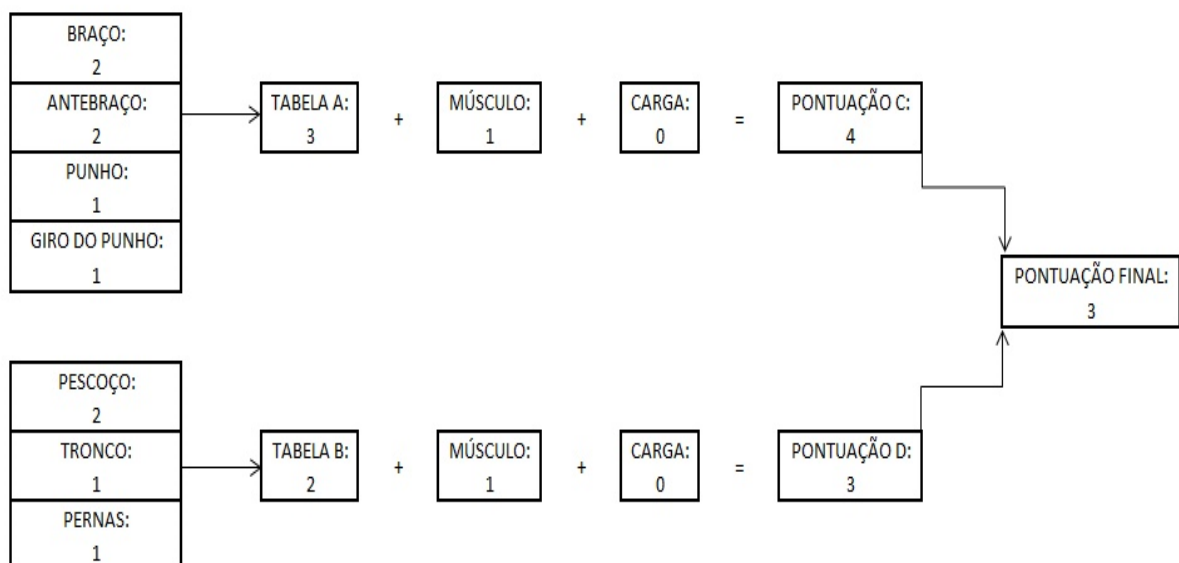 BRAÇO:
2
ANTEBRAÇO:
2
PUNHO:
1
GIRO DO PUNHO:
1
TABELA A:
3
+
MÚSCULO:
1
+
CARGA:
0
=
PONTUAÇÃO C:
4
PONTUAÇÃO FINAL:
3
PESCOÇO:
2
TRONCO:
1
PERNAS:
1
TABELA B:
2
+
MÚSCULO:
1
+
CARGA:
0
=
PONTUAÇÃO D:
3